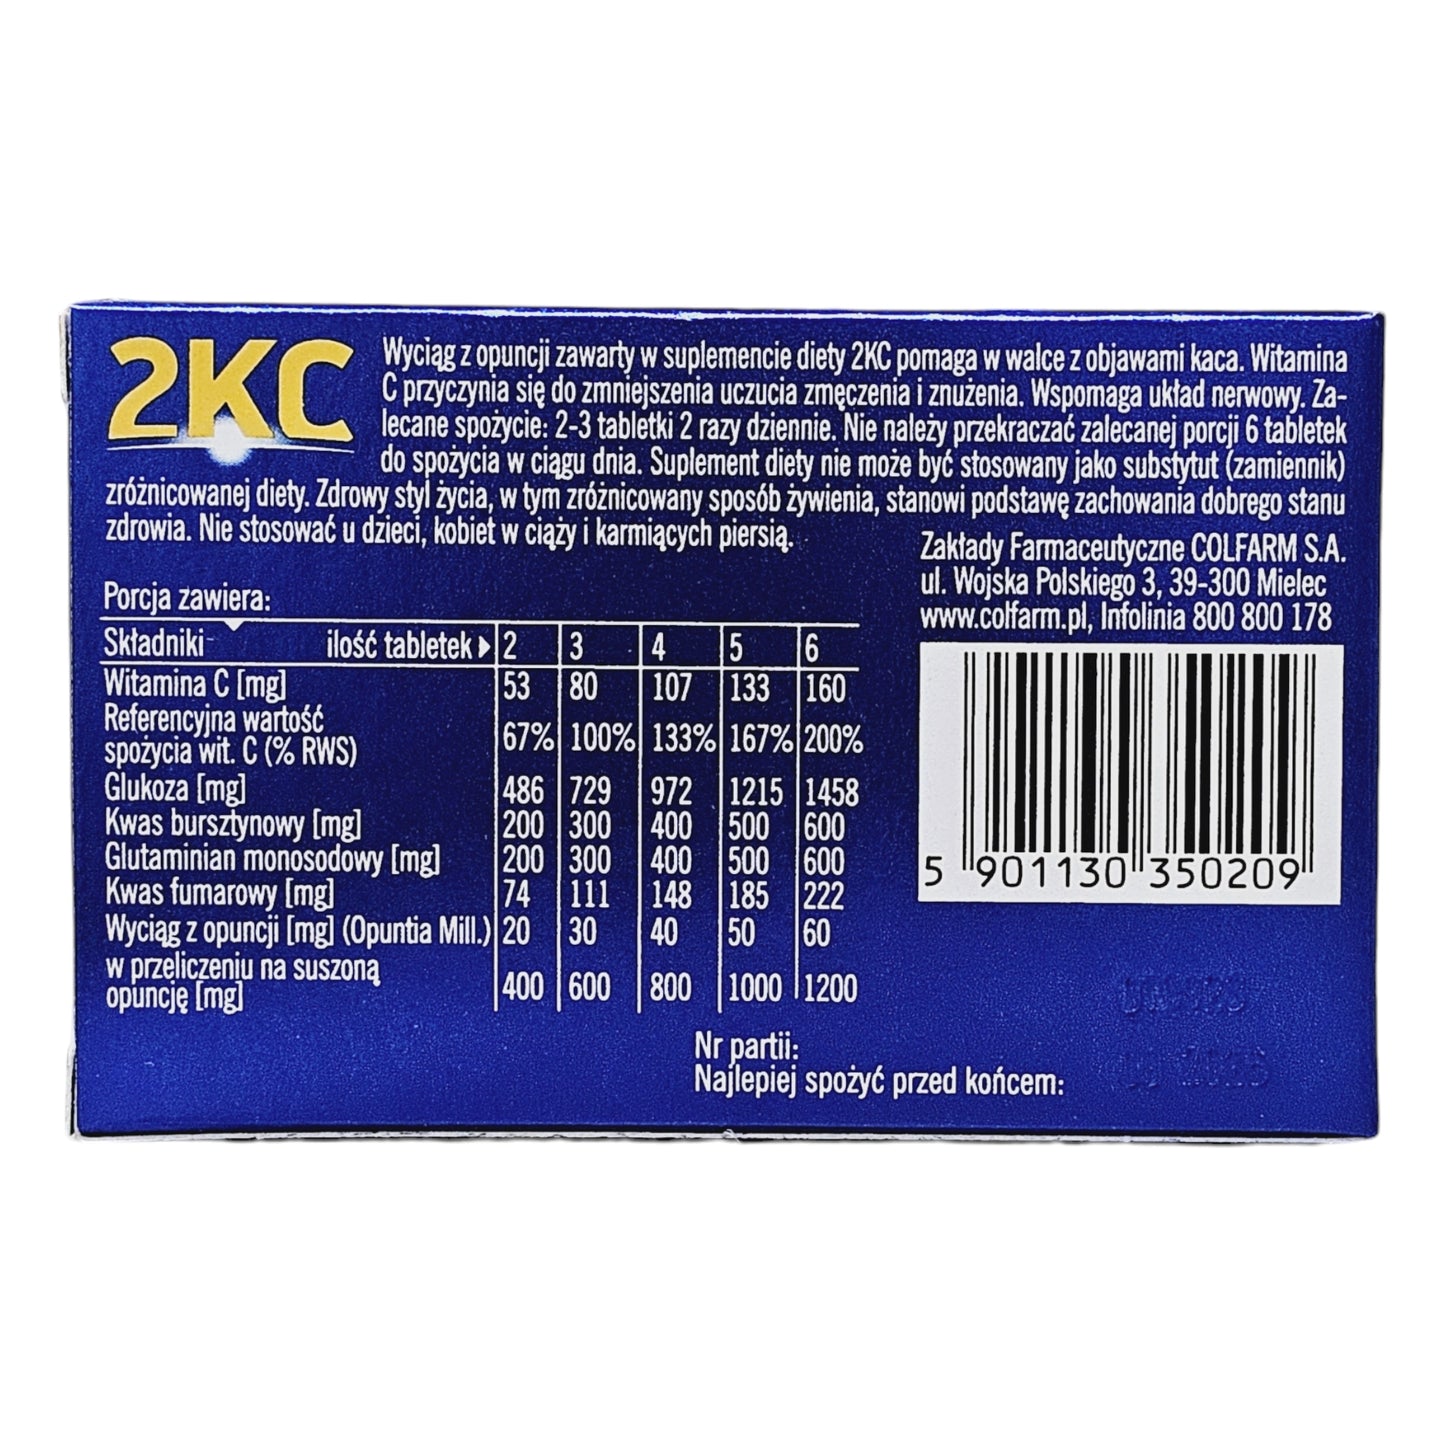 2KC
Wyciąg z opuncji zawarty w suplemencie diety 2KC pomaga w walce z objawami kaca. Witamina
C przyczynia się do zmniejszenia uczucia zmęczenia i znużenia. Wspomaga układ nerwowy. Za-
lecane spożycie: 2-3 tabletki 2 razy dziennie. Nie należy przekraczać zalecanej porcji 6 tabletek
do spożycia w ciągu dnia. Suplement diety nie może być stosowany jako substytut (zamiennik)
zróżnicowanej diety. Zdrowy styl życia, w tym zróżnicowany sposób żywienia, stanowi podstawę zachowania dobrego stanu
zdrowia. Nie stosować u dzieci, kobiet w ciąży i karmiących piersią.
Zakłady Farmaceutyczne COLFARM S.A.
ul. Wojska Polskiego 3, 39-300 Mielec
www.colfarm.pl, Infolinia 800 800 178
Porcja zawiera:
Składniki ilość tabletek 2 3 4 5 6
Witamina C [mg] 53 80 107 133 160
Referencyjna wartość
spożycia wit. C (% RWS) 67% 100% 133% 167% 200%
Glukoza [mg] 486 729 972 1215 1458
Kwas bursztynowy [mg] 200 300 400 500 600
Glutaminian monosodowy [mg] 200 300 400 500 600
Kwas fumarowy [mg] 74 111 148 185 222
Wyciąg z opuncji [mg] (Opuntia Mill.) 20 30 40 50 60
w przeliczeniu na suszoną
opuncję [mg] 400 600 800 1000 1200
5 901130 350209
Nr partii:
Najlepiej spożyć przed końcem: